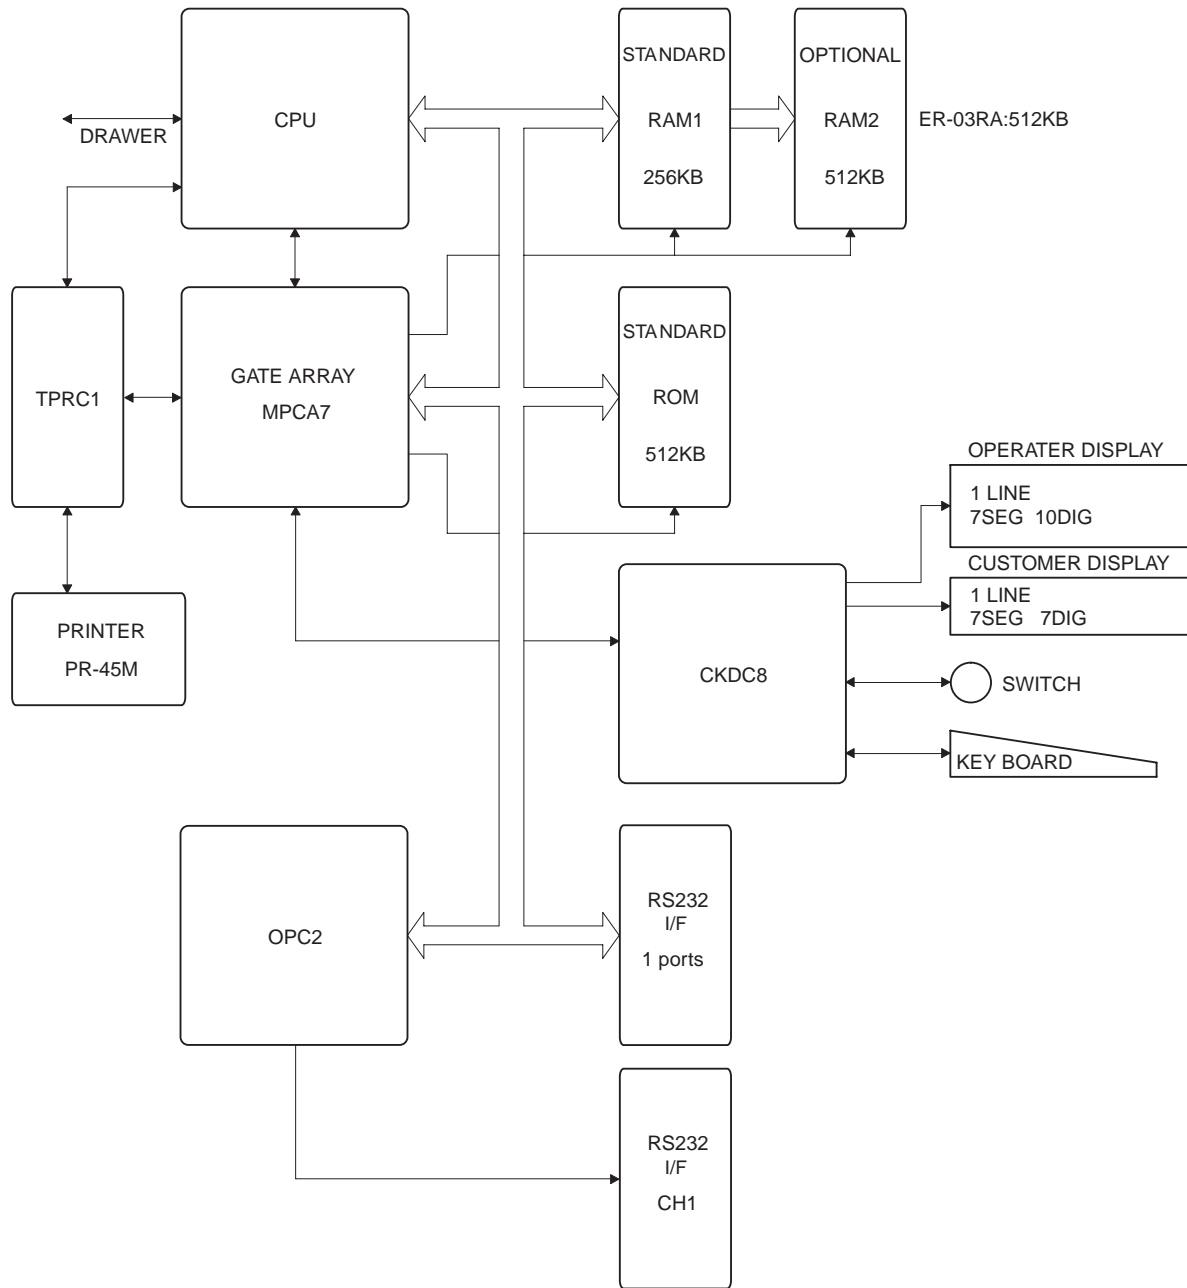 CPU
DRAWER
STANDARD
RAM1
256KB
OPTIONAL
RAM2
512KB
ER-03RA:512KB
TPRC1
GATE ARRAY
MPCA7
STANDARD
ROM
512KB
OPERATER DISPLAY
1 LINE
7SEG 10DIG
CUSTOMER DISPLAY
1 LINE
7SEG 7DIG
PRINTER
PR-45M
CKDC8
SWITCH
KEY BOARD
OPC2
RS232
I/F
1 ports
RS232
I/F
CH1